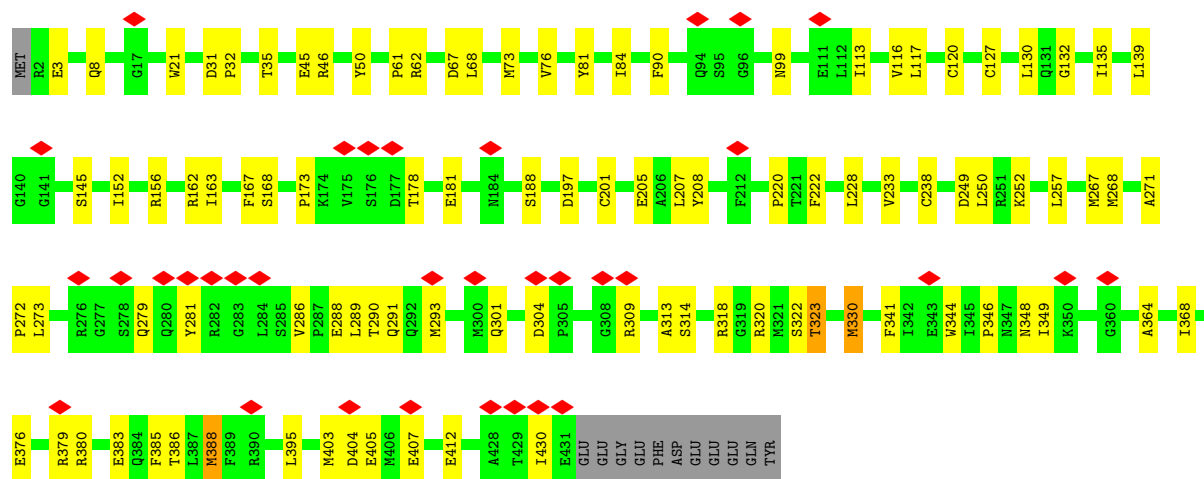 MET R2 E3 Q8 G17 W21 D31 P32 T35 E45 R46 Y50 P61 R62 D67 L68 M73 V76 Y81 I84 F90 Q94 S95 G96 N99 E111 L112 I113 V116 L117 C120 C127 L130 Q131 G132 I135 L139
G140 G141 S145 I152 R156 R162 I163 F167 S168 P173 K174 V175 S176 D177 T178 E181 N184 S188 D197 C201 E205 A206 L207 Y208 F212 P220 T221 F222 L228 V233 C238 D249 L250 R251 K252 L257 M267 M268 A271
P272 L273 R276 G277 S278 Q279 Q280 Y281 R282 G283 L284 S285 V286 P287 E288 L289 T290 Q291 Q292 M293 M300 Q301 D304 P305 G308 R309 A313 S314 R318 G319 R320 M321 S322 T323 M330 F341 I342 E343 W344 I345 P346 N347 N348 I349 K350 G360 A364 I368
E376 R379 R380 E383 Q384 F385 T386 L387 M388 F389 R390 L395 M403 D404 E405 M406 E407 E412 A428 T429 I430 E431 GLU GLU GLY GLU PHE ASP GLU GLU GLU GLN TYR